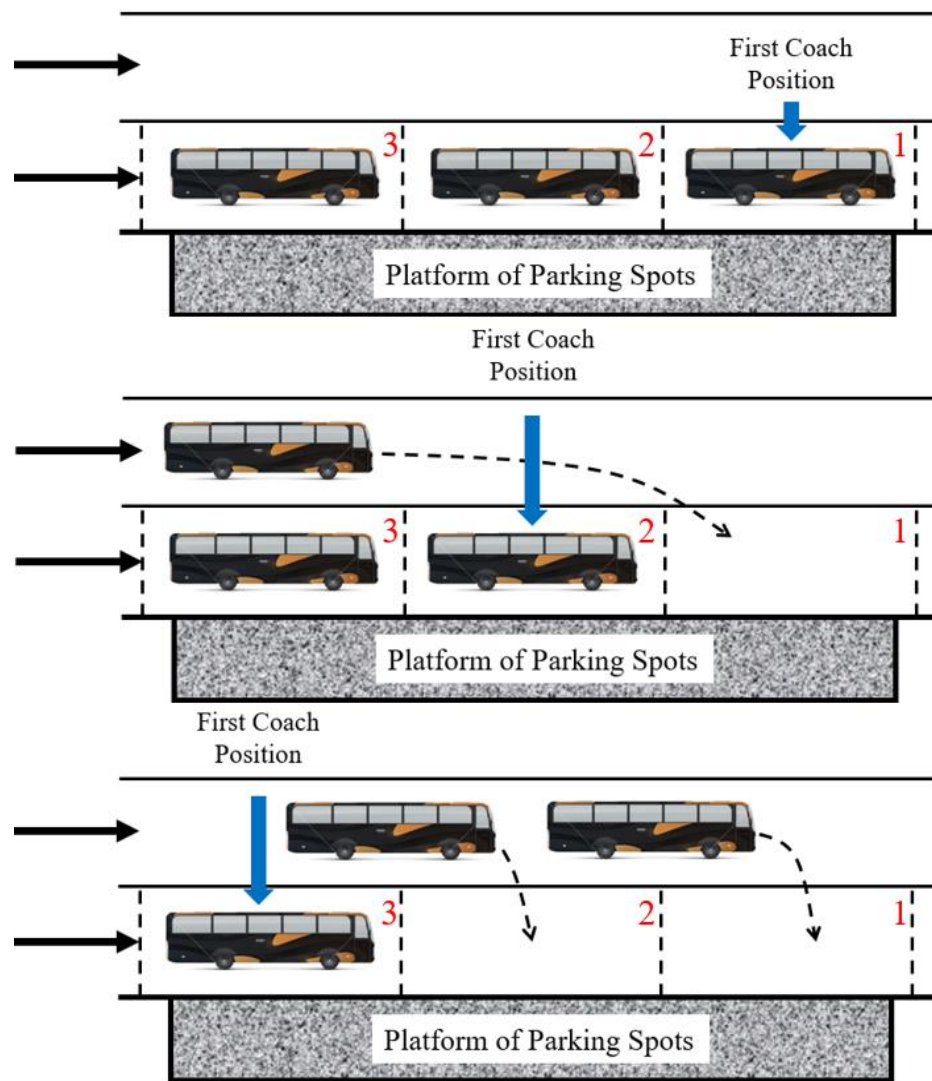 First Coach
Position
3
2
1
Platform of Parking Spots
First Coach
Position
3
2
1
Platform of Parking Spots
First Coach
Position
3
2
1
Platform of Parking Spots